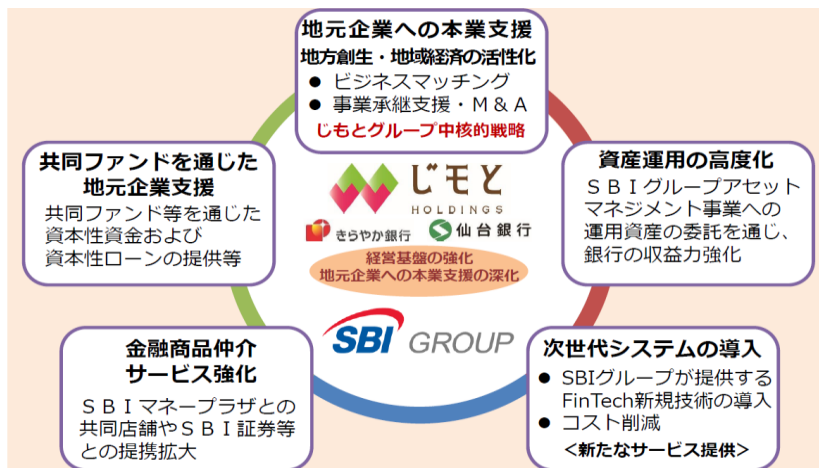 地元企業への本業支援
地方創生・地域経済の活性化
● ビジネスマッチング
● 事業承継支援・Ｍ＆Ａ
じもとグループ中核的戦略
共同ファンドを通じた
地元企業支援
共同ファンド等を通じた
資本性資金および
資本性ローンの提供等
じモと
HOLDINGS
きらやか銀行
仙台銀行
経営基盤の強化
地元企業への本業支援の深化
SBI GROUP
資産運用の高度化
ＳＢＩグループアセット
マネジメント事業への
運用資産の委託を通じ、
銀行の収益力強化
金融商品仲介
サービス強化
ＳＢＩマネープラザとの
共同店舗やＳＢＩ証券等
との提携拡大
次世代システムの導入
● SBIグループが提供する
FinTech新規技術の導入
● コスト削減
＜新たなサービス提供＞